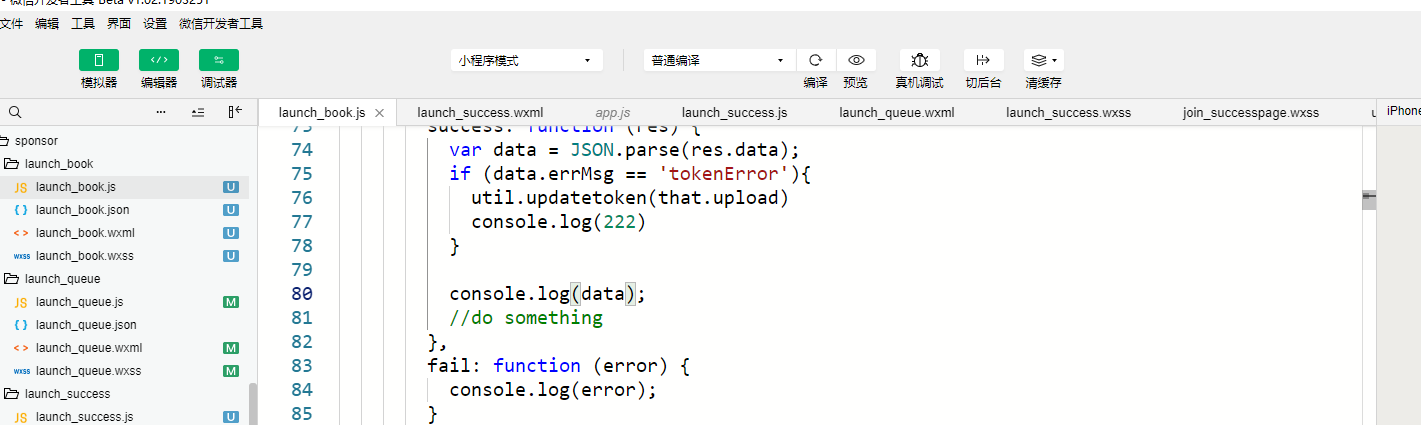 微信开发者工具 Beta v1.02.1903251
文件 编辑 工具 界面 设置 微信开发者工具
小程序模式 普通编译
模拟器 编辑器 调试器 编译 预览 真机调试 切后台 清缓存
launch_book.js launch_success.wxml app.js launch_success.js launch_queue.wxml launch_success.wxss join_successpage.wxss iPhone
sponsor
launch_book
JS launch_book.js U
{ } launch_book.json U
< > launch_book.wxml U
wxss launch_book.wxss U
launch_queue
JS launch_queue.js M
{ } launch_queue.json
< > launch_queue.wxml M
wxss launch_queue.wxss M
launch_success
JS launch_success.js U
73 success: function (res) {
74 var data = JSON.parse(res.data);
75 if (data.errMsg == 'tokenError'){
76 util.updatetoken(that.upload)
77 console.log(222)
78 }
79
80 console.log(data);
81 //do something
82 },
83 fail: function (error) {
84 console.log(error);
85 }